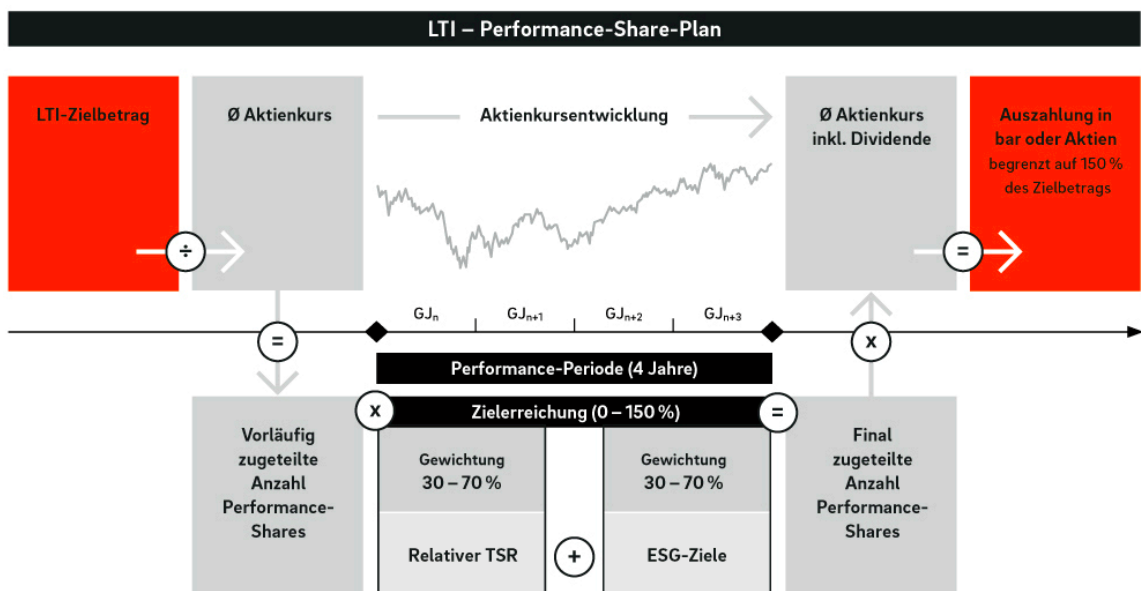 LTI – Performance-Share-Plan
LTI-Zielbetrag
÷
Ø Aktienkurs
Aktienkursentwicklung
Ø Aktienkurs
inkl. Dividende
=
Auszahlung in
bar oder Aktien
begrenzt auf 150 %
des Zielbetrags
GJn
GJn+1
GJn+2
GJn+3
=
x
Performance-Periode (4 Jahre)
x
Zielerreichung (0 – 150 %)
=
Vorläufig
zugeteilte
Anzahl
Performance-
Shares
Gewichtung
30 – 70 %
Relativer TSR
+
Gewichtung
30 – 70 %
ESG-Ziele
Final
zugeteilte
Anzahl
Performance-
Shares